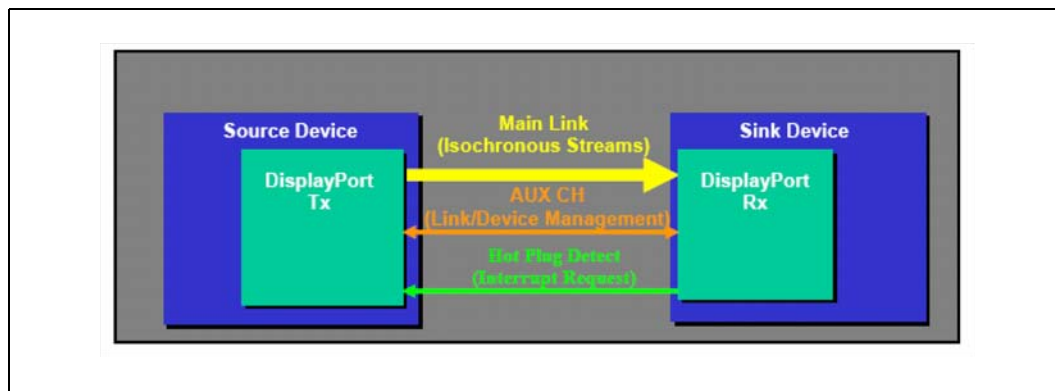 Source Device
Main Link
(Isochronous Streams)
Sink Device
DisplayPort
Tx
AUX CH
(Link/Device Management)
DisplayPort
Rx
Hot Plug Detect
(Interrupt Request)